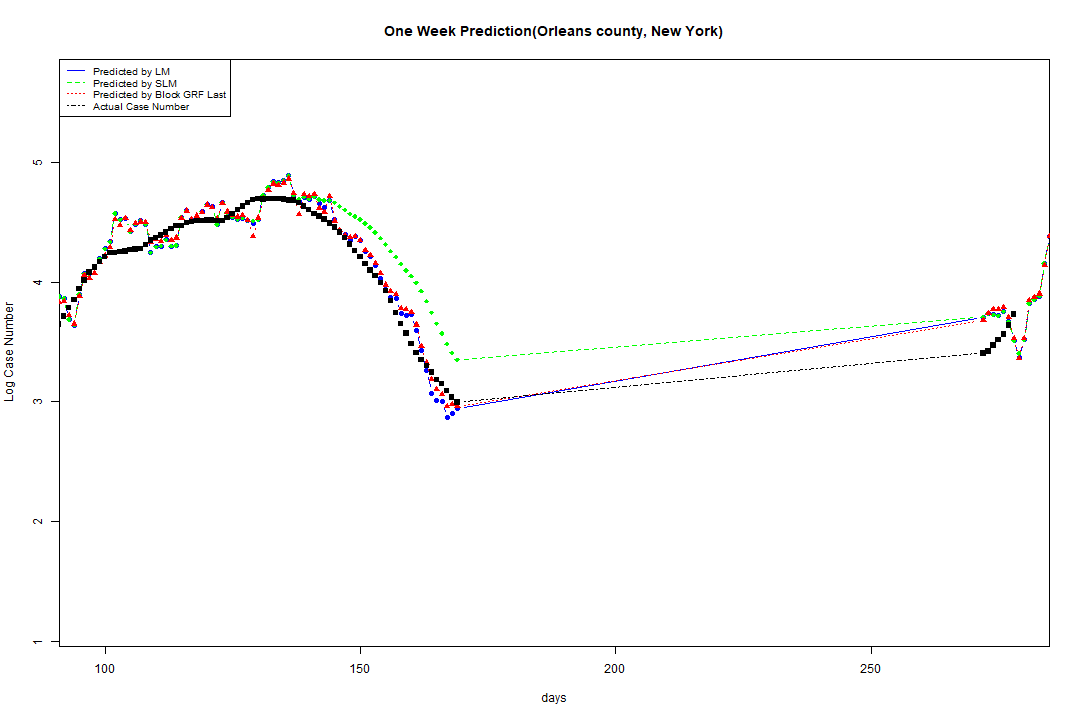 One Week Prediction(Orleans county, New York)
Predicted by LM
Predicted by SLM
Predicted by Block GRF Last
Actual Case Number
5
4
3
2
1
Log Case Number
100 150 200 250
days